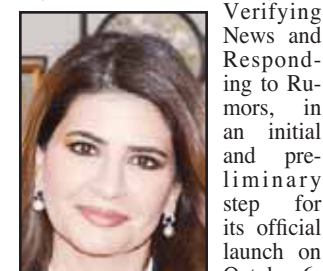 Verifying
News and
Respond-
ing to Ru-
mors, in
an initial
and pre-
liminary
step for
its official
launch on